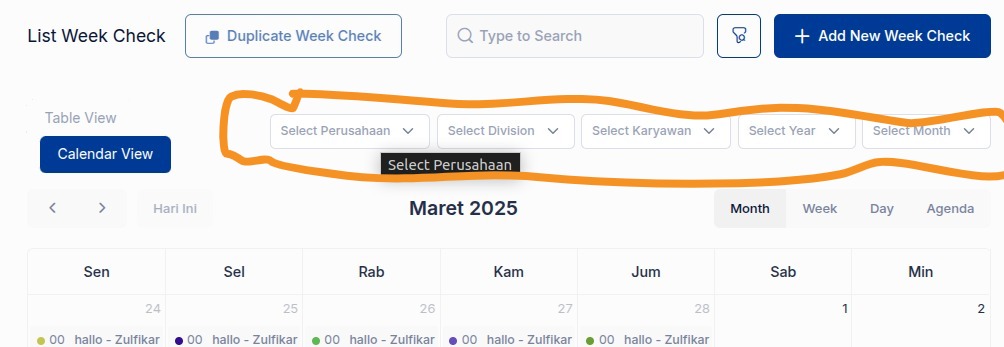 List Week Check Duplicate Week Check Type to Search + Add New Week Check
Table View
Calendar View Select Perusahaan Select Division Select Karyawan Select Year Select Month
Select Perusahaan
Hari Ini Maret 2025 Month Week Day Agenda
Sen Sel Rab Kam Jum Sab Min
24 25 26 27 28 1 2
00 hallo - Zulfikar 00 hallo - Zulfikar 00 hallo - Zulfikar 00 hallo - Zulfikar 00 hallo - Zulfikar